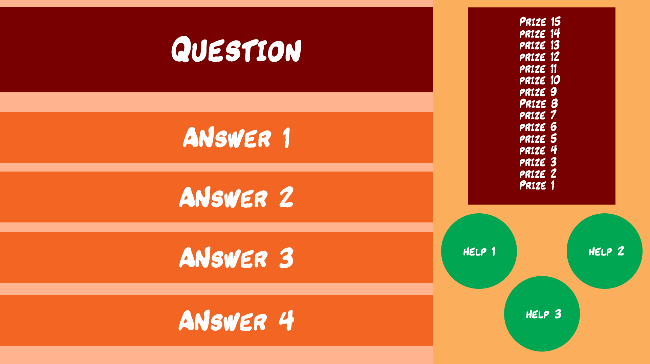 Question
Answer 1
Answer 2
Answer 3
Answer 4
Prize 15
Prize 14
Prize 13
Prize 12
Prize 11
Prize 10
Prize 9
Prize 8
Prize 7
Prize 6
Prize 5
Prize 4
Prize 3
Prize 2
Prize 1
Help 1
Help 2
Help 3